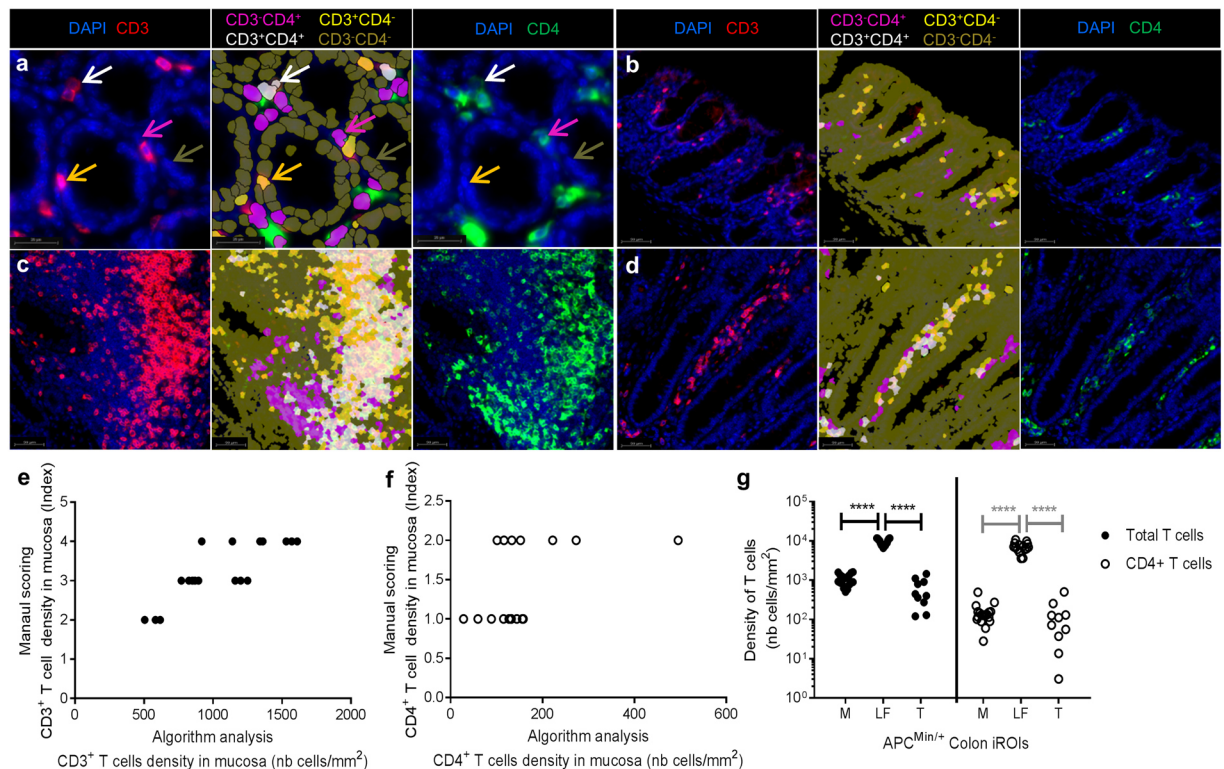 DAPI CD3
CD3⁻CD4⁺ CD3⁺CD4⁻
CD3⁺CD4⁺ CD3⁻CD4⁻
DAPI CD4
DAPI CD3
CD3⁻CD4⁺ CD3⁺CD4⁻
CD3⁺CD4⁺ CD3⁻CD4⁻
DAPI CD4
a
b
c
d
e
Manaul scoring
CD3⁺ T cell density in mucosa (Index)
5
4
3
2
1
0
0 500 1000 1500 2000
Algorithm analysis
CD3⁺ T cells density in mucosa (nb cells/mm²)
f
Manual scoring
CD4⁺ T cell density in mucosa (Index)
2.5
2.0
1.5
1.0
0.5
0.0
0 200 400 600
Algorithm analysis
CD4⁺ T cells density in mucosa (nb cells/mm²)
g
Density of T cells
(nb cells/mm²)
10⁵
10⁴
10³
10²
10¹
10⁰
**** ****
**** ****
M LF T M LF T
APC^Min/+ Colon iROIs
Total T cells
CD4+ T cells